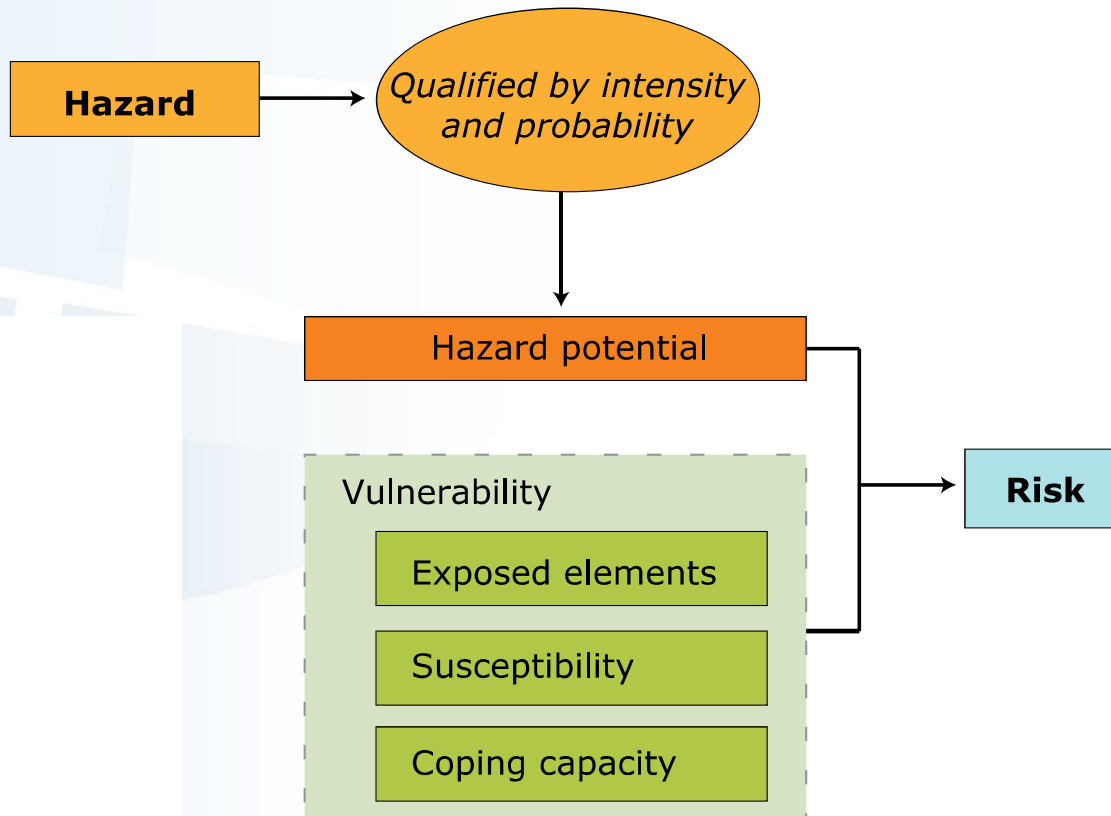 Hazard
Qualified by intensity
and probability
Hazard potential
Vulnerability
Exposed elements
Susceptibility
Coping capacity
Risk